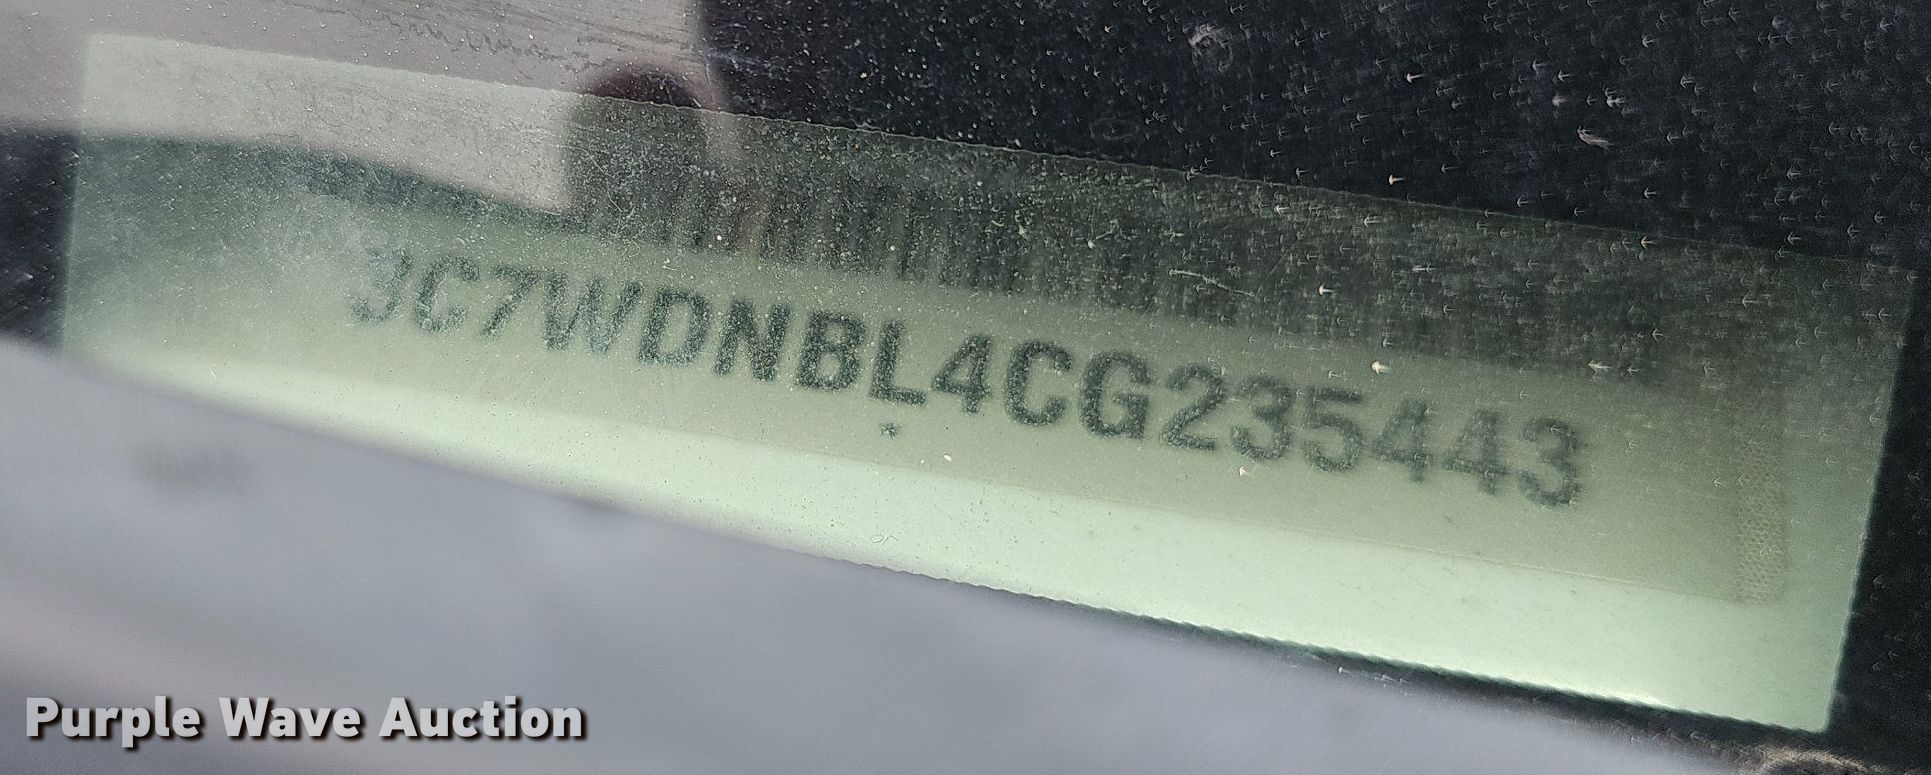 3C7WDNBL4CG235443
*
Purple Wave Auction